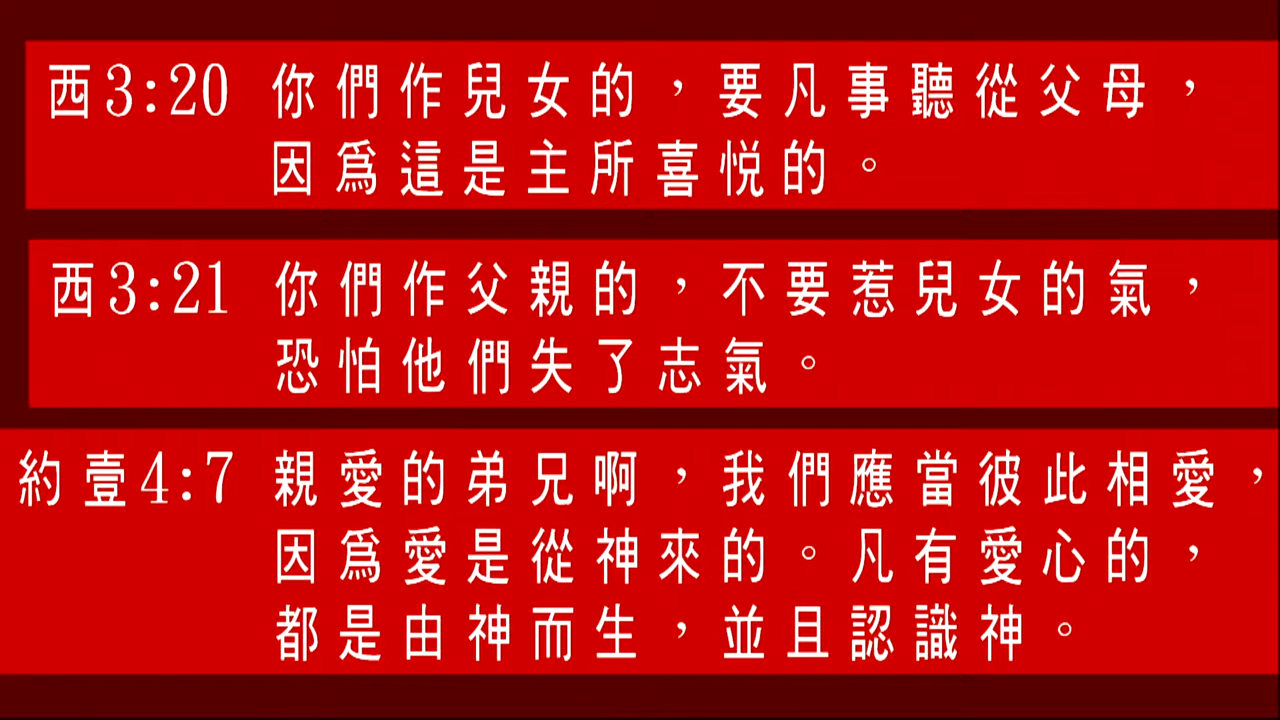 西3:20 你們作兒女的，要凡事聽從父母，
因爲這是主所喜悅的。
西3:21 你們作父親的，不要惹兒女的氣，
恐怕他們失了志氣。
約壹4:7 親愛的弟兄啊，我們應當彼此相愛，
因爲愛是從神來的。凡有愛心的，
都是由神而生，並且認識神。